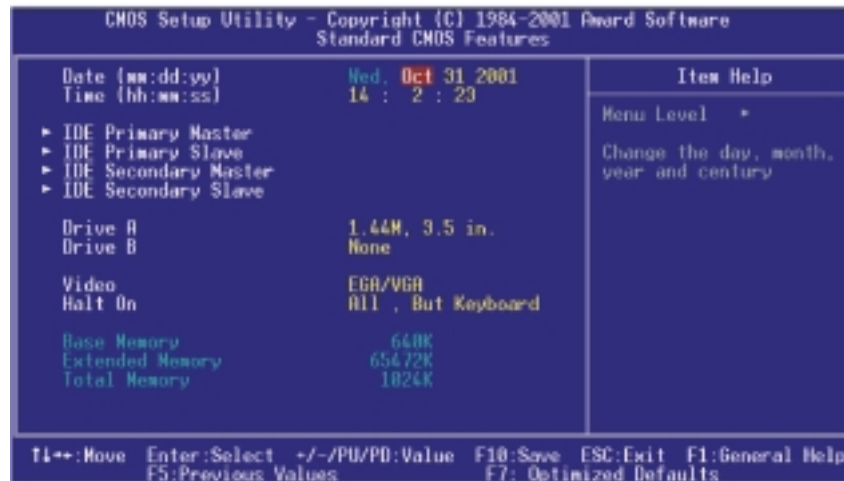 CMOS Setup Utility - Copyright (C) 1984-2001 Award Software
Standard CMOS Features
Date (mm:dd:yy) Wed, Oct 31 2001
Time (hh:mm:ss) 14 : 2 : 23
► IDE Primary Master
► IDE Primary Slave
► IDE Secondary Master
► IDE Secondary Slave
Drive A 1.44M, 3.5 in.
Drive B None
Video EGA/VGA
Halt On All , But Keyboard
Base Memory 640K
Extended Memory 65472K
Total Memory 1024K
Item Help
Menu Level ►
Change the day, month,
year and century
↑↓→←:Move Enter:Select +/-/PU/PD:Value F10:Save ESC:Exit F1:General Help
F5:Previous Values F7: Optimized Defaults